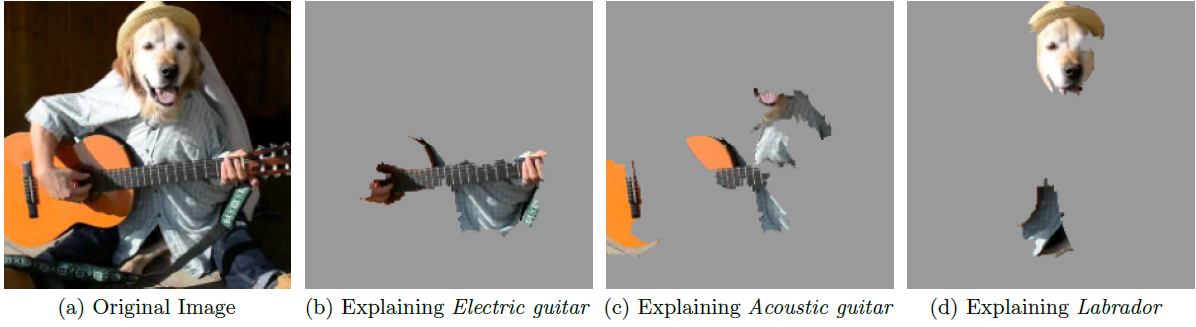 (a) Original Image
(b) Explaining Electric guitar
(c) Explaining Acoustic guitar
(d) Explaining Labrador